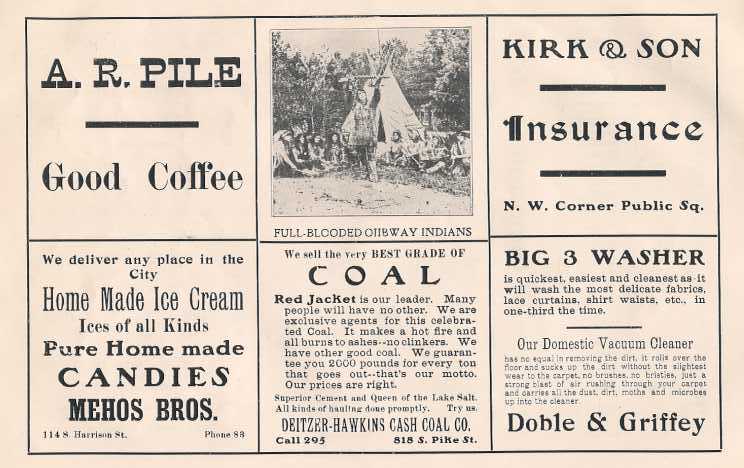 A. R. PILE
Good Coffee
FULL-BLOODED OJIBWAY INDIANS
KIRK & SON
Insurance
N. W. Corner Public Sq.
We deliver any place in the
City
Home Made Ice Cream
Ices of all Kinds
Pure Home made
CANDIES
MEHOS BROS.
114 S. Harrison St. Phone 88
We sell the very BEST GRADE OF
COAL
Red Jacket is our leader. Many
people will have no other. We are
exclusive agents for this celebra-
ted Coal. It makes a hot fire and
all burns to ashes--no clinkers. We
have other good coal. We guaran-
tee you 2000 pounds for every ton
that goes out--that's our motto.
Our prices are right.
Superior Cement and Queen of the Lake Salt.
All kinds of hauling done promptly. Try us.
DEITZER-HAWKINS CASH COAL CO.
Call 295 818 S. Pike St.
BIG 3 WASHER
is quickest, easiest and cleanest as it
will wash the most delicate fabrics,
lace curtains, shirt waists, etc., in
one-third the time.
Our Domestic Vacuum Cleaner
has no equal in removing the dirt, it rolls over the
floor and sucks up the dirt without the slightest
wear to the carpet, no brushes, no bristles, just a
strong blast of air rushing through your carpet
and carries all the dust, dirt, moths and microbes
up into the cleaner.
Doble & Griffey